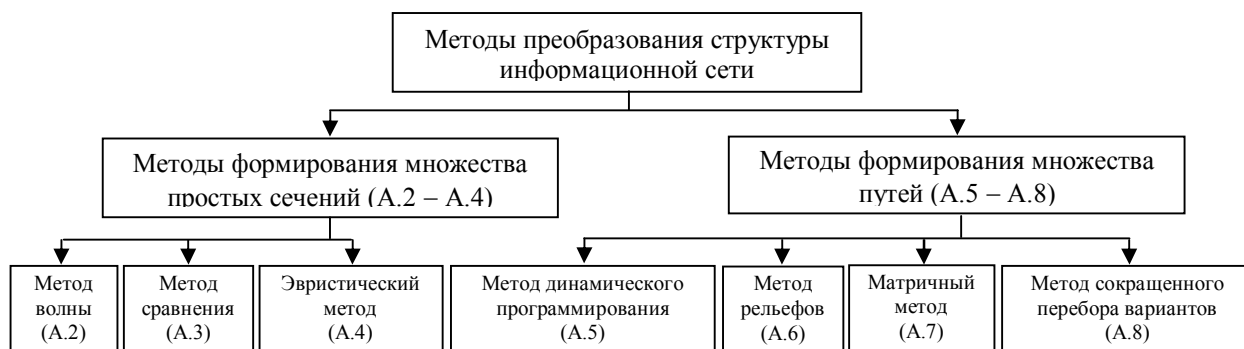 Методы преобразования структуры
информационной сети
Методы формирования множества
простых сечений (А.2 – А.4)
Методы формирования множества
путей (А.5 – А.8)
Метод
волны
(А.2)
Метод
сравнения
(А.3)
Эвристический
метод
(А.4)
Метод динамического
программирования
(А.5)
Метод
рельефов
(А.6)
Матричный
метод
(А.7)
Метод сокращенного
перебора вариантов
(А.8)